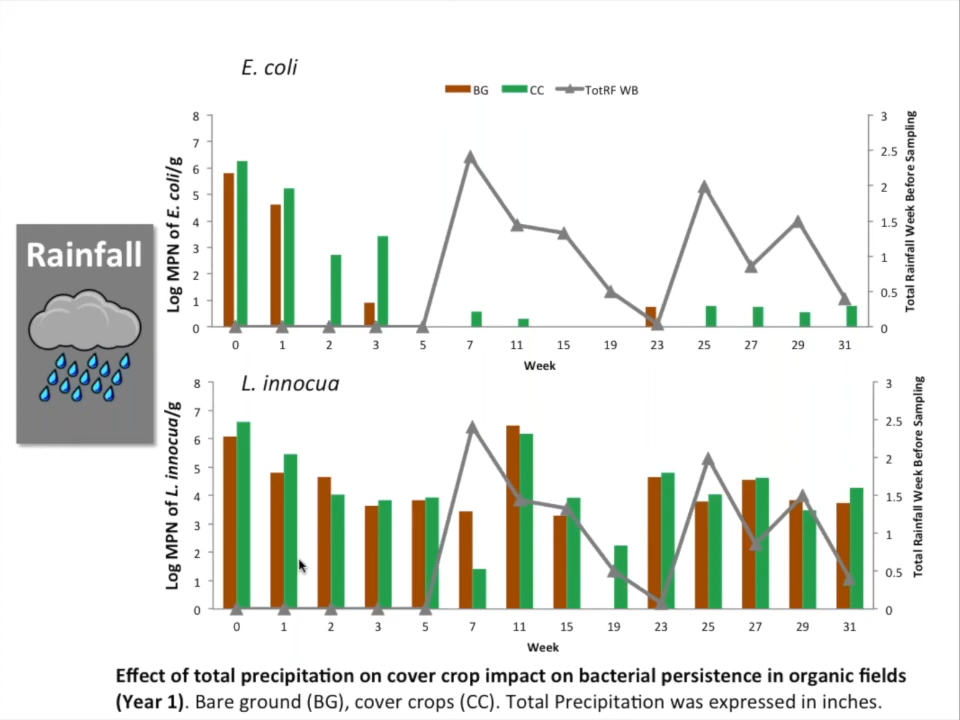 E. coli
BG CC TotRF WB
8
7
6
5
4
3
2
1
0
Log MPN of E. coli/g
3
2.5
2
1.5
1
0.5
0
Total Rainfall Week Before Sampling
0 1 2 3 5 7 11 15 19 23 25 27 29 31
Week
Rainfall
L. innocua
8
7
6
5
4
3
2
1
0
Log MPN of L. innocua/g
3
2.5
2
1.5
1
0.5
0
Total Rainfall Week Before Sampling
0 1 2 3 5 7 11 15 19 23 25 27 29 31
Week
Effect of total precipitation on cover crop impact on bacterial persistence in organic fields
(Year 1). Bare ground (BG), cover crops (CC). Total Precipitation was expressed in inches.